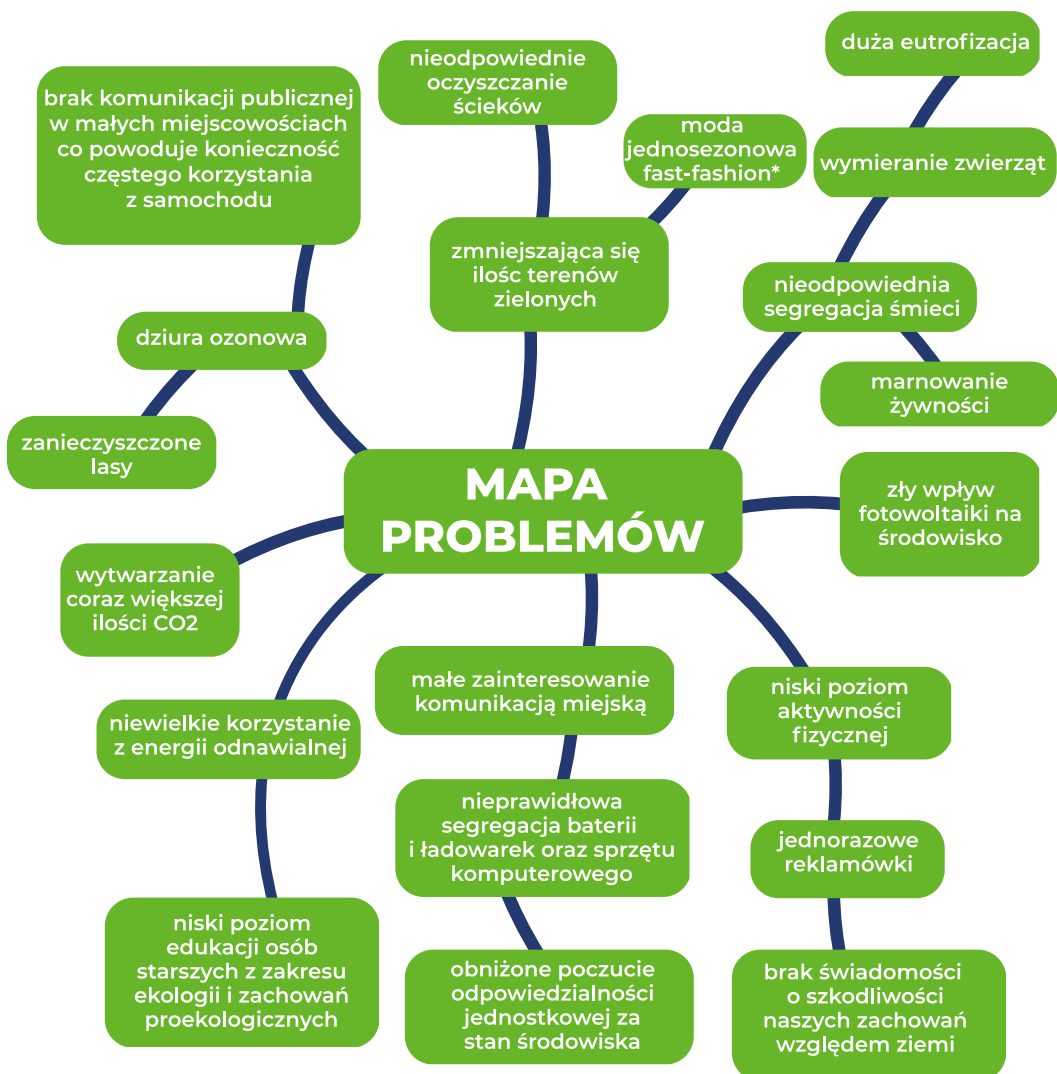 duża eutrofizacja
nieodpowiednie
oczyszczanie
ścieków
brak komunikacji publicznej
w małych miejscowościach
co powoduje konieczność
częstego korzystania
z samochodu
moda
jednosezonowa
fast-fashion*
wymieranie zwierząt
zmniejszająca się
ilośc terenów
zielonych
nieodpowiednia
segregacja śmieci
dziura ozonowa
marnowanie
żywności
zanieczyszczone
lasy
MAPA
PROBLEMÓW
zły wpływ
fotowoltaiki na
środowisko
wytwarzanie
coraz większej
ilości CO2
małe zainteresowanie
komunikacją miejską
niski poziom
aktywności
fizycznej
niewielkie korzystanie
z energii odnawialnej
nieprawidłowa
segregacja baterii
i ładowarek oraz sprzętu
komputerowego
jednorazowe
reklamówki
niski poziom
edukacji osób
starszych z zakresu
ekologii i zachowań
proekologicznych
obniżone poczucie
odpowiedzialności
jednostkowej za
stan środowiska
brak świadomości
o szkodliwości
naszych zachowań
względem ziemi